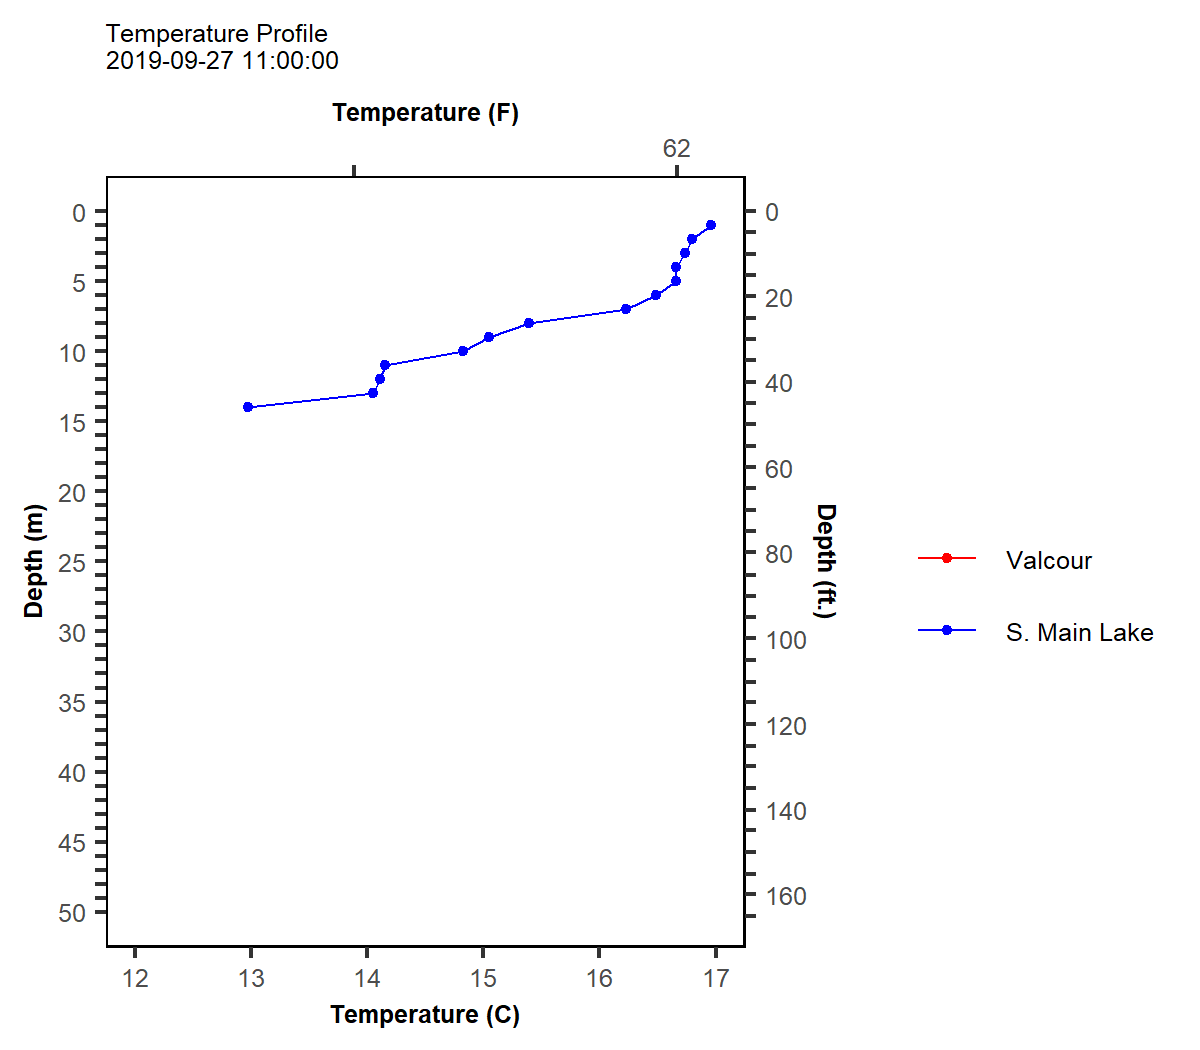 Temperature Profile
2019-09-27 11:00:00
Temperature (F)
62
0
5
10
15
20
25
30
35
40
45
50
Depth (m)
0
20
40
60
80
100
120
140
160
Depth (ft.)
12 13 14 15 16 17
Temperature (C)
Valcour
S. Main Lake